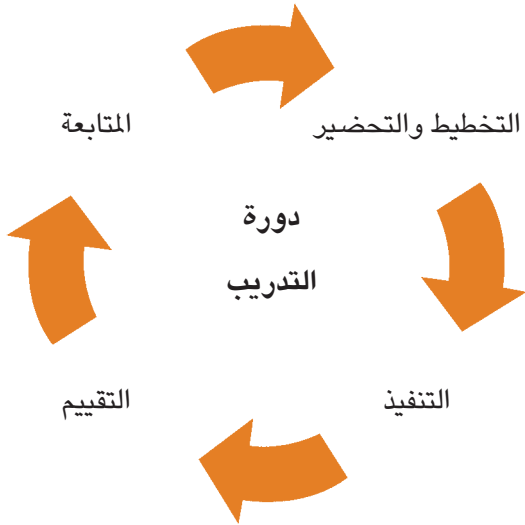 التخطيط والتحضير
المتابعة
دورة
التدريب
التنفيذ
التقييم